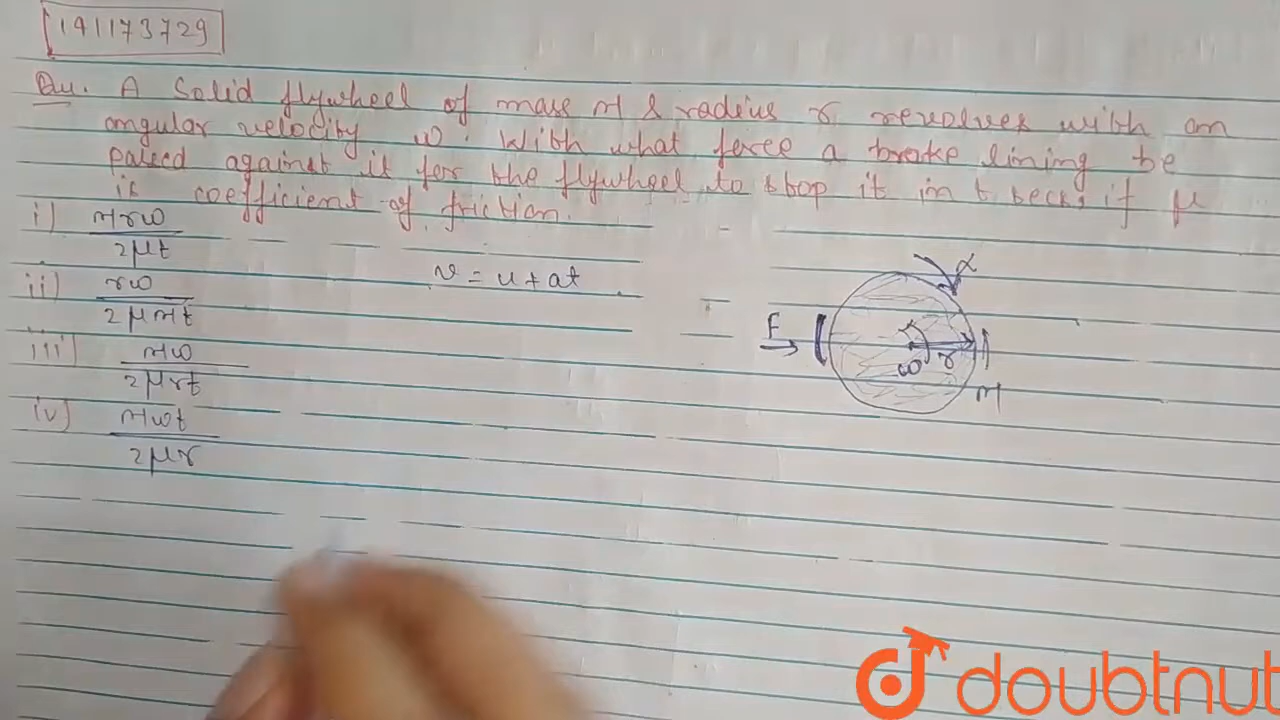 141173729
Qu. A Solid flywheel of mass M & radius r revolves with an
angular velocity ω. With what force a brake lining be
paled against it for the flywheel to stop it in t secs, if μ
is coefficient of friction.
i) Mrω
2μt
v = u + at
α
ii) rω
2μMt
F
ω r
iii) Mω
2μrt
M
iv) Mωt
2μr
doubtnut